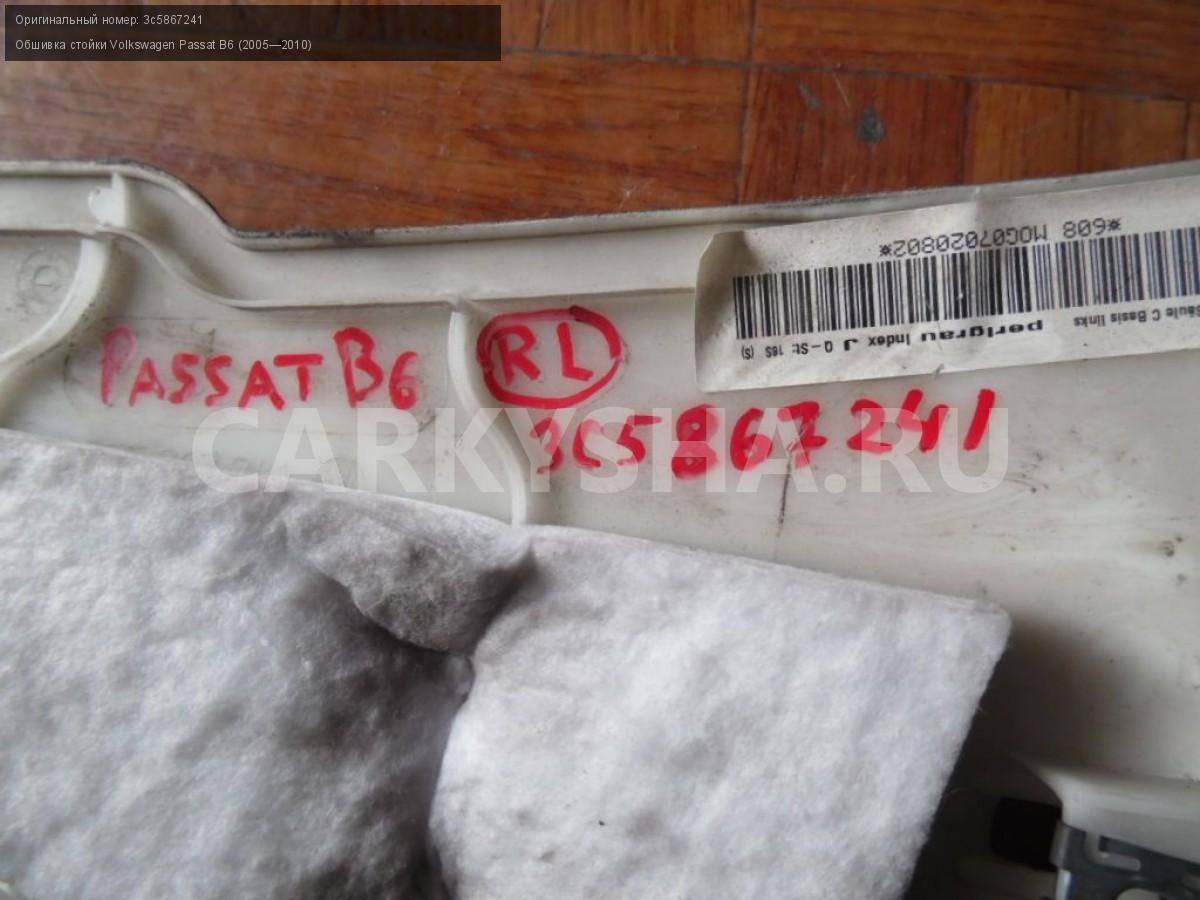 Оригинальный номер: 3c5867241
Обшивка стойки Volkswagen Passat B6 (2005—2010)
*608 MOG07020802*
Säule C Basis links
perlgrau Index J Q-St: 16S (S)
PASSAT B6
RL
3C5867241
CARKYSHA.RU